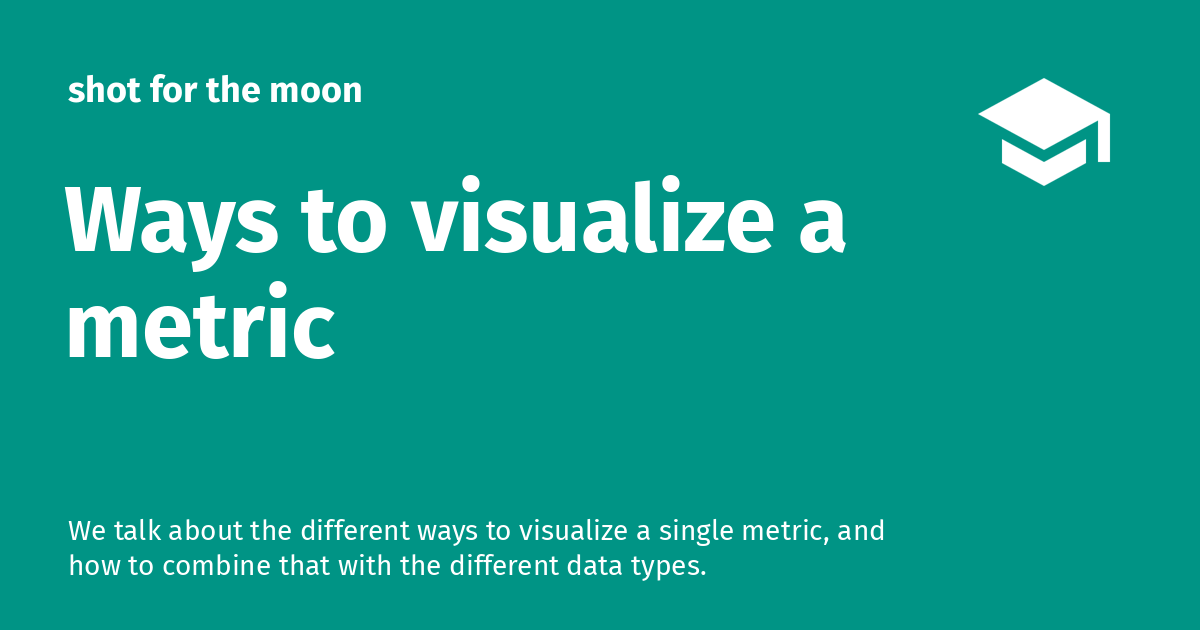 shot for the moon
Ways to visualize a
metric
We talk about the different ways to visualize a single metric, and
how to combine that with the different data types.